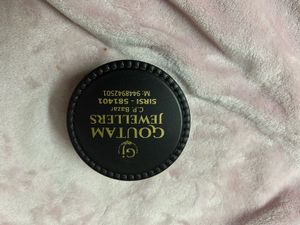 GJ
GOUTAM
JEWELLERS
C.P. Bazar
SIRSI - 581401
M: 9448942501